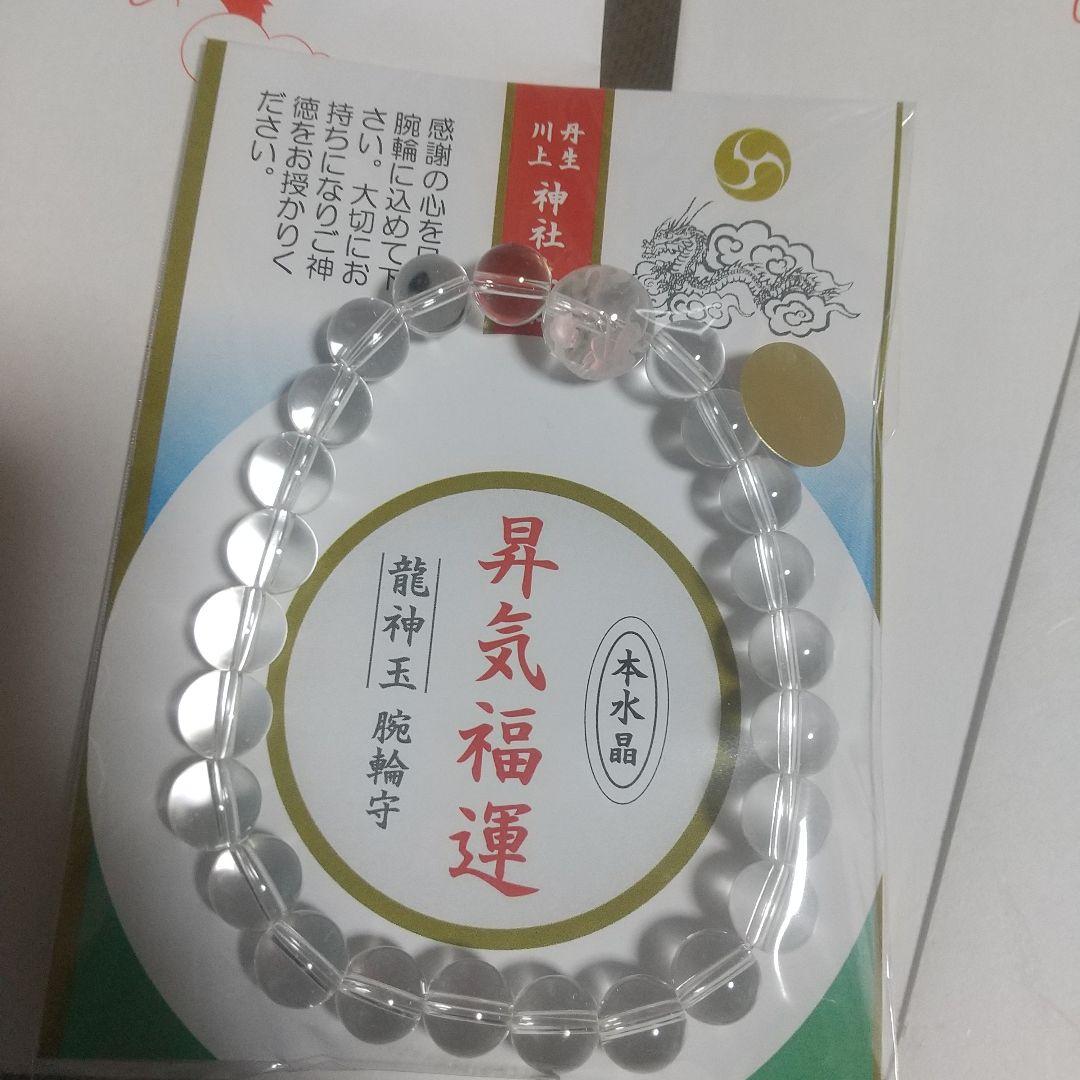 丹生
川上
神社
感謝の心を
腕輪に込めて下
さい。大切にお
持ちになりご神
徳をお授かりく
ださい。
本水晶
昇気福運
龍神玉
腕輪守